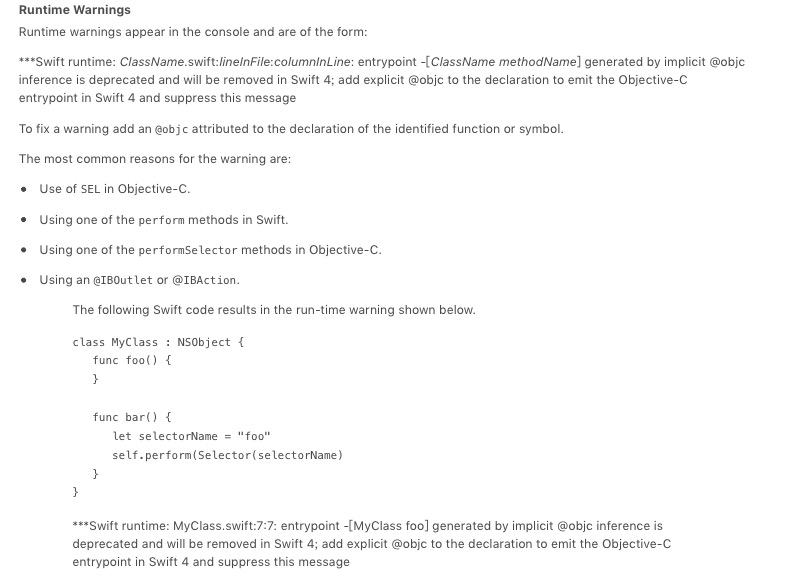 Runtime Warnings
Runtime warnings appear in the console and are of the form:
***Swift runtime: ClassName.swift:lineInFile:columnInLine: entrypoint -[ClassName methodName] generated by implicit @objc
inference is deprecated and will be removed in Swift 4; add explicit @objc to the declaration to emit the Objective-C
entrypoint in Swift 4 and suppress this message
To fix a warning add an @objc attributed to the declaration of the identified function or symbol.
The most common reasons for the warning are:
• Use of SEL in Objective-C.
• Using one of the perform methods in Swift.
• Using one of the performSelector methods in Objective-C.
• Using an @IBOutlet or @IBAction.
The following Swift code results in the run-time warning shown below.
class MyClass : NSObject {
   func foo() {
   }
   func bar() {
      let selectorName = "foo"
      self.perform(Selector(selectorName)
   }
}
***Swift runtime: MyClass.swift:7:7: entrypoint -[MyClass foo] generated by implicit @objc inference is
deprecated and will be removed in Swift 4; add explicit @objc to the declaration to emit the Objective-C
entrypoint in Swift 4 and suppress this message